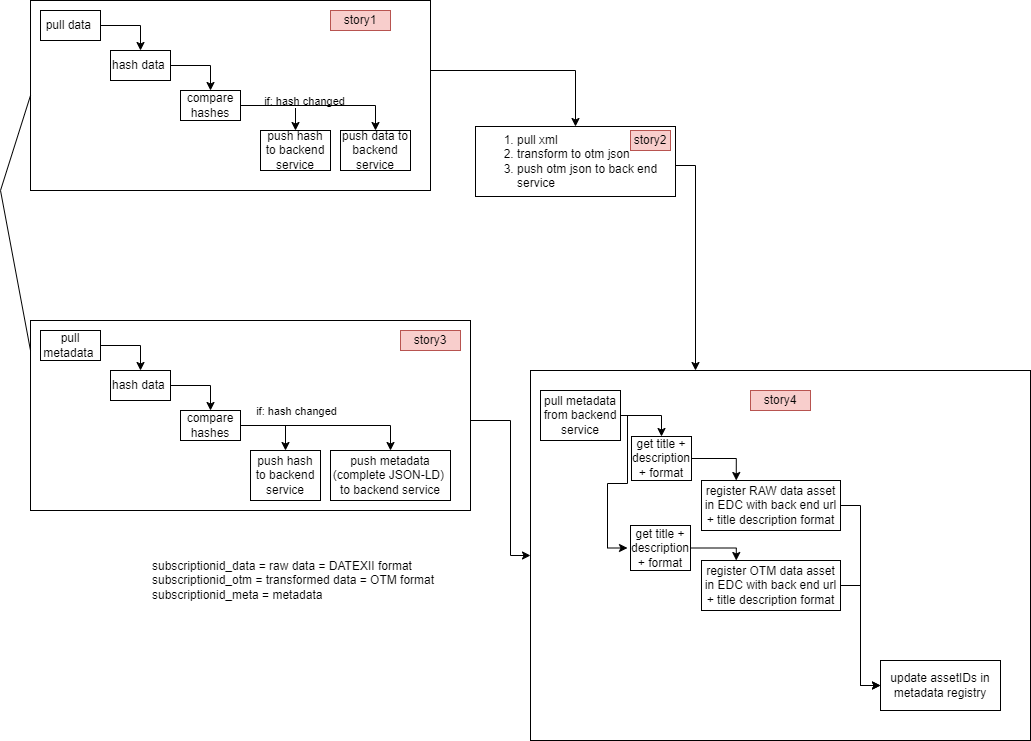 pull data
story1
hash data
compare
hashes
if: hash changed
push hash
to backend
service
push data to
backend
service
story2
1. pull xml
2. transform to otm json
3. push otm json to back end
service
pull
metadata
story3
hash data
compare
hashes
if: hash changed
push hash
to backend
service
push metadata
(complete JSON-LD)
to backend service
subscriptionid_data = raw data = DATEXII format
subscriptionid_otm = transformed data = OTM format
subscriptionid_meta = metadata
story4
pull metadata
from backend
service
get title +
description
+ format
register RAW data asset
in EDC with back end url
+ title description format
get title +
description
+ format
register OTM data asset
in EDC with back end url
+ title description format
update assetIDs in
metadata registry